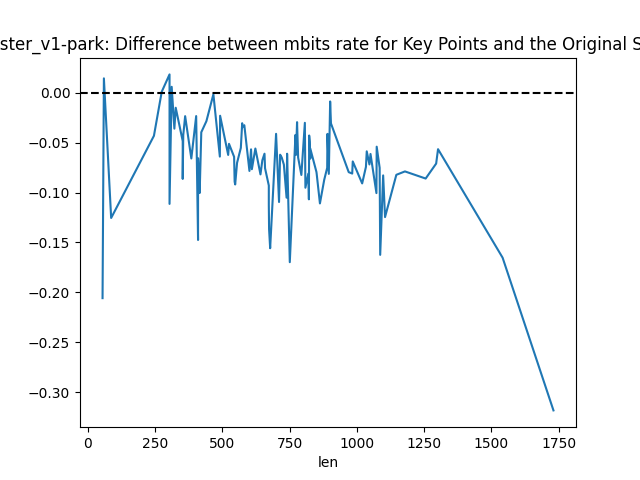 ster_v1-park: Difference between mbits rate for Key Points and the Original S
0.00
−0.05
−0.10
−0.15
−0.20
−0.25
−0.30
0 250 500 750 1000 1250 1500 1750
len